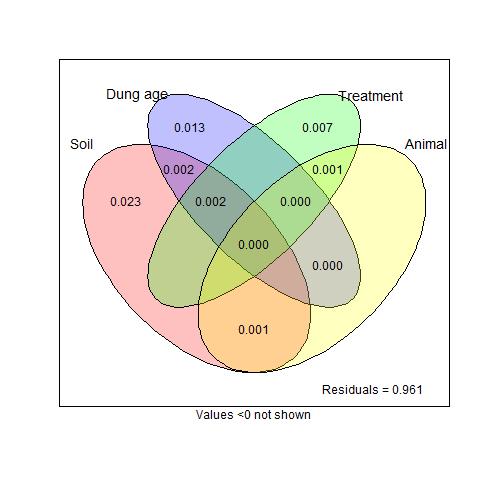 Dung age
Treatment
Soil
Animal
0.013
0.007
0.002
0.001
0.023
0.002
0.000
0.000
0.000
0.001
Residuals = 0.961
Values <0 not shown